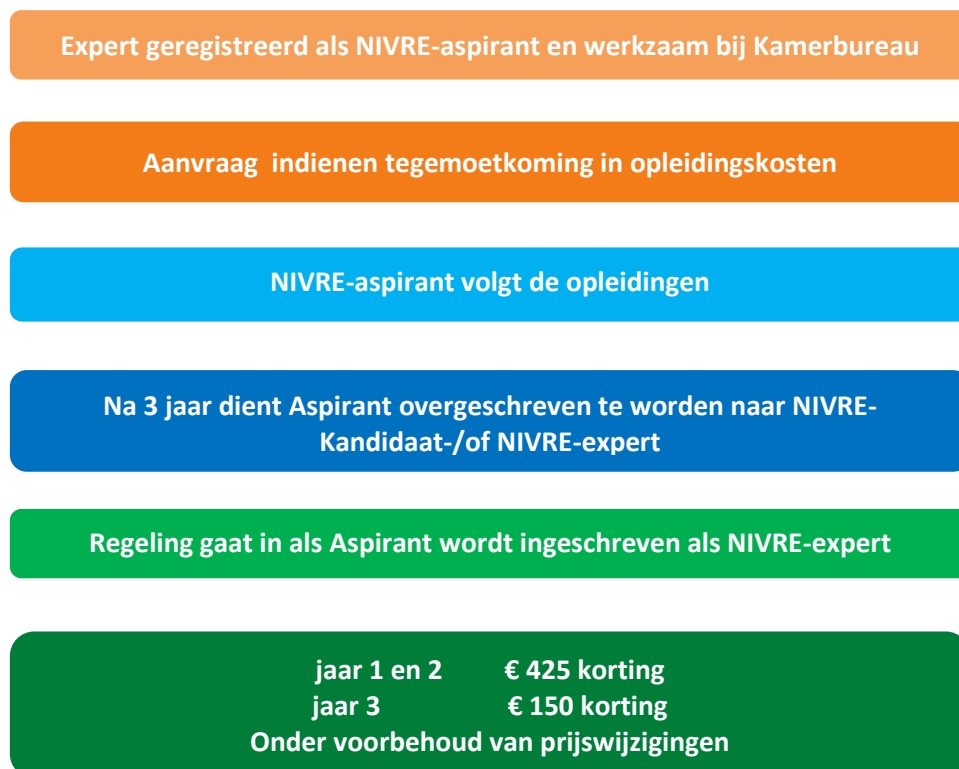 Expert geregistreerd als NIVRE-aspirant en werkzaam bij Kamerbureau
Aanvraag indienen tegemoetkoming in opleidingskosten
NIVRE-aspirant volgt de opleidingen
Na 3 jaar dient Aspirant overgeschreven te worden naar NIVRE-
Kandidaat-/of NIVRE-expert
Regeling gaat in als Aspirant wordt ingeschreven als NIVRE-expert
jaar 1 en 2 € 425 korting
jaar 3 € 150 korting
Onder voorbehoud van prijswijzigingen